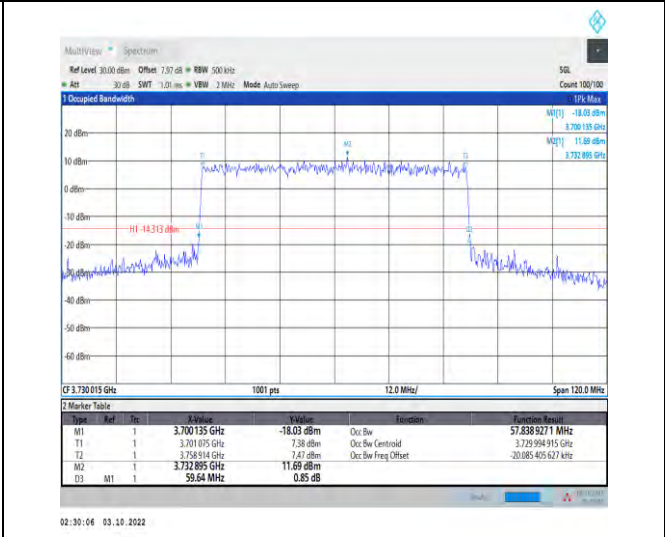 MultiView Spectrum
Ref Level 30.00 dBm Offset 7.97 dB RBW 500 kHz SGL
Att 30 dB SWT 1.01 ms VBW 2 MHz Mode Auto Sweep Count 100/100
1 Occupied Bandwidth 1Pk Max
M1[1] -18.03 dBm
3.700 135 GHz
M2[1] 11.69 dBm
3.732 895 GHz
20 dBm
M2
T1
T2
10 dBm
0 dBm
-10 dBm
H1 -14.313 dBm
M1
D3
-30 dBm
-40 dBm
-50 dBm
-60 dBm
CF 3.730 015 GHz 1001 pts 12.0 MHz/ Span 120.0 MHz
2 Marker Table
Type Ref Trc X-Value Y-Value Function Function Result
M1 1 3.700 135 GHz -18.03 dBm Occ Bw 57.838 927 1 MHz
T1 1 3.701 075 GHz 7.38 dBm Occ Bw Centroid 3.729 994 915 GHz
T2 1 3.758 914 GHz 7.47 dBm Occ Bw Freq Offset -20.085 405 627 kHz
M2 1 3.732 895 GHz 11.69 dBm
D3 M1 1 59.64 MHz 0.85 dB
02:30:06 03.10.2022